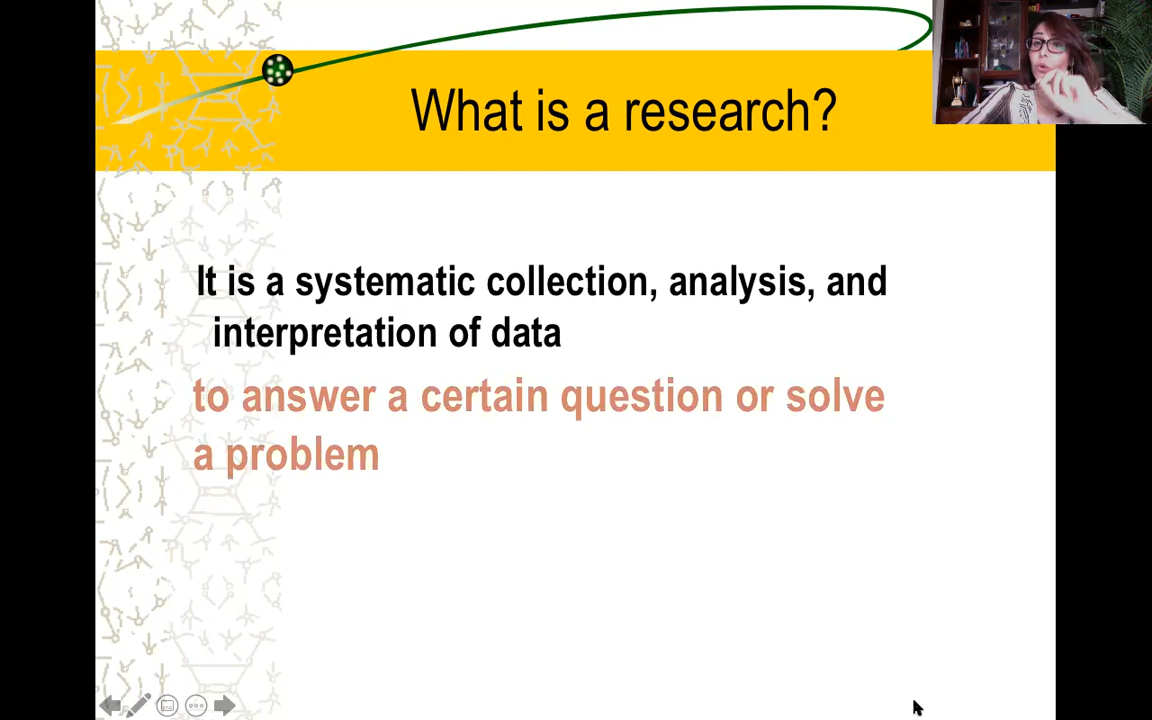 What is a research?
It is a systematic collection, analysis, and
interpretation of data
to answer a certain question or solve
a problem